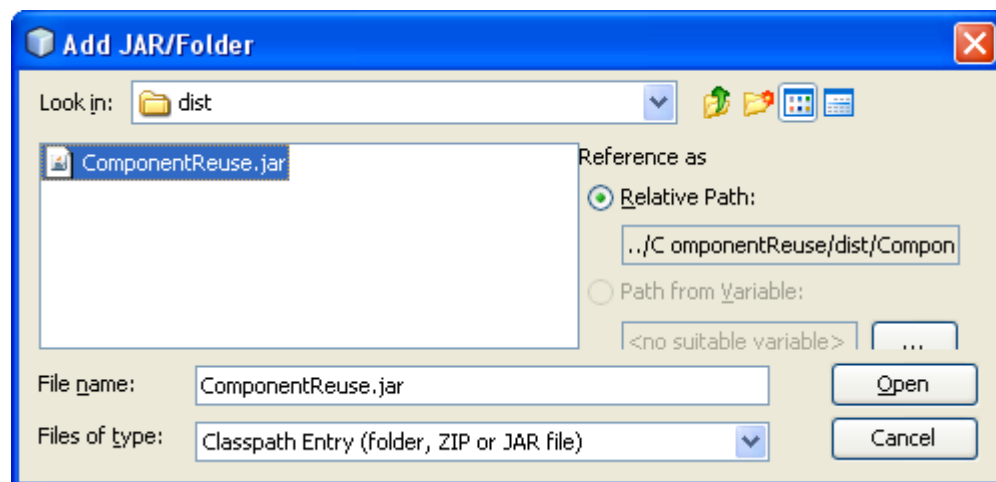 Add JAR/Folder
Look in: dist
ComponentReuse.jar
Reference as
Relative Path:
../C omponentReuse/dist/Compon
Path from Variable:
<no suitable variable> ...
File name: ComponentReuse.jar Open
Files of type: Classpath Entry (folder, ZIP or JAR file) Cancel